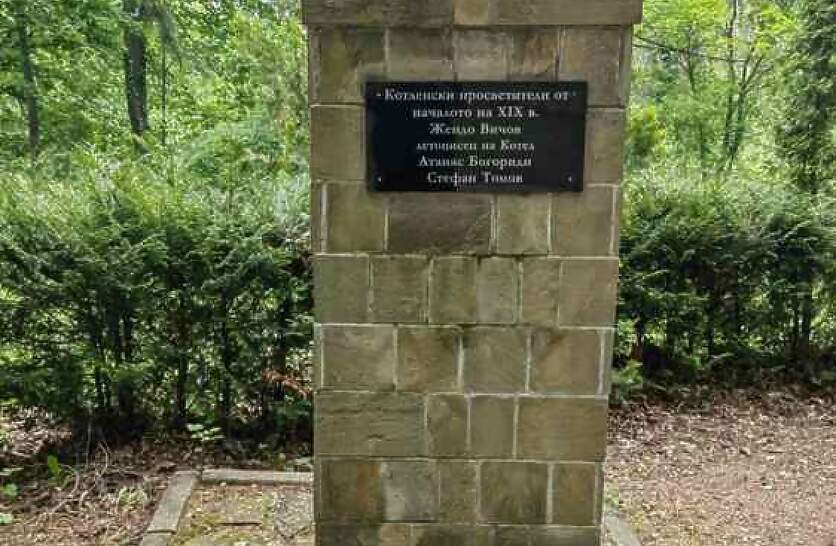 Котленски просветители от
началото на XIX в.
Жендо Вичов
летописец на Котел
Атанас Богориди
Стефан Томов